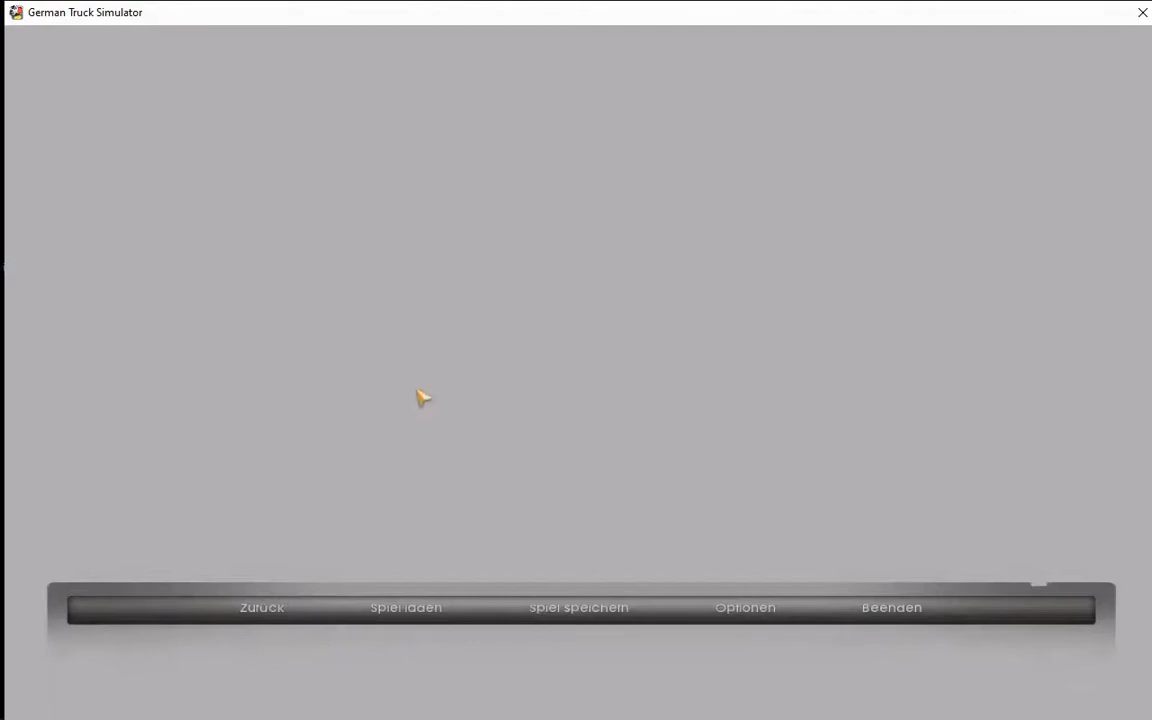 German Truck Simulator
Zurück Spiel laden Spiel speichern Optionen Beenden